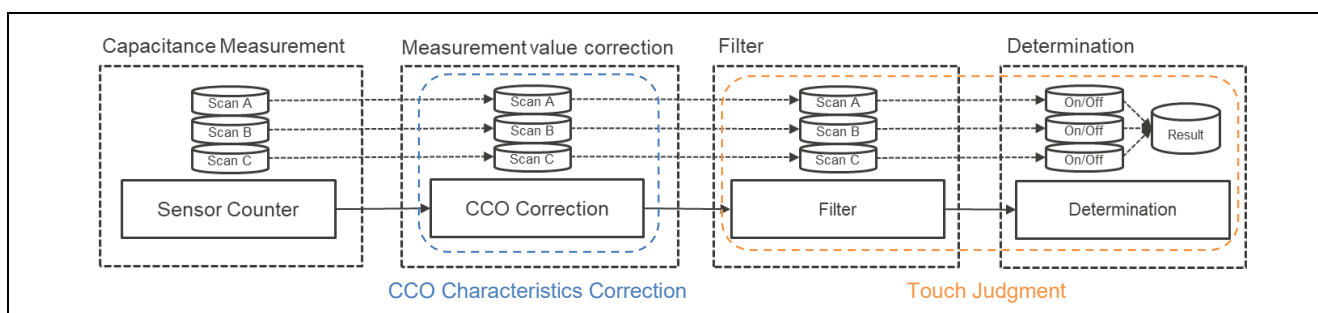 Capacitance Measurement
Measurement value correction
Filter
Determination
Scan A
Scan A
Scan A
On/Off
Scan B
Scan B
Scan B
On/Off
Result
Scan C
Scan C
Scan C
On/Off
Sensor Counter
CCO Correction
Filter
Determination
CCO Characteristics Correction
Touch Judgment